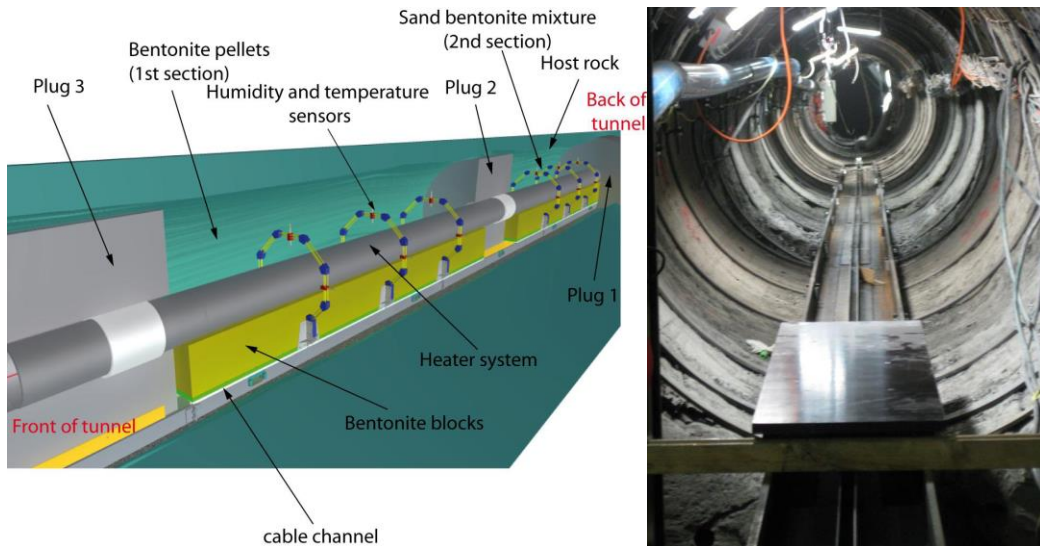 Sand bentonite mixture
(2nd section)
Bentonite pellets
(1st section)
Host rock
Plug 3
Humidity and temperature
sensors
Plug 2
Back of
tunnel
Plug 1
Heater system
Front of tunnel
Bentonite blocks
cable channel